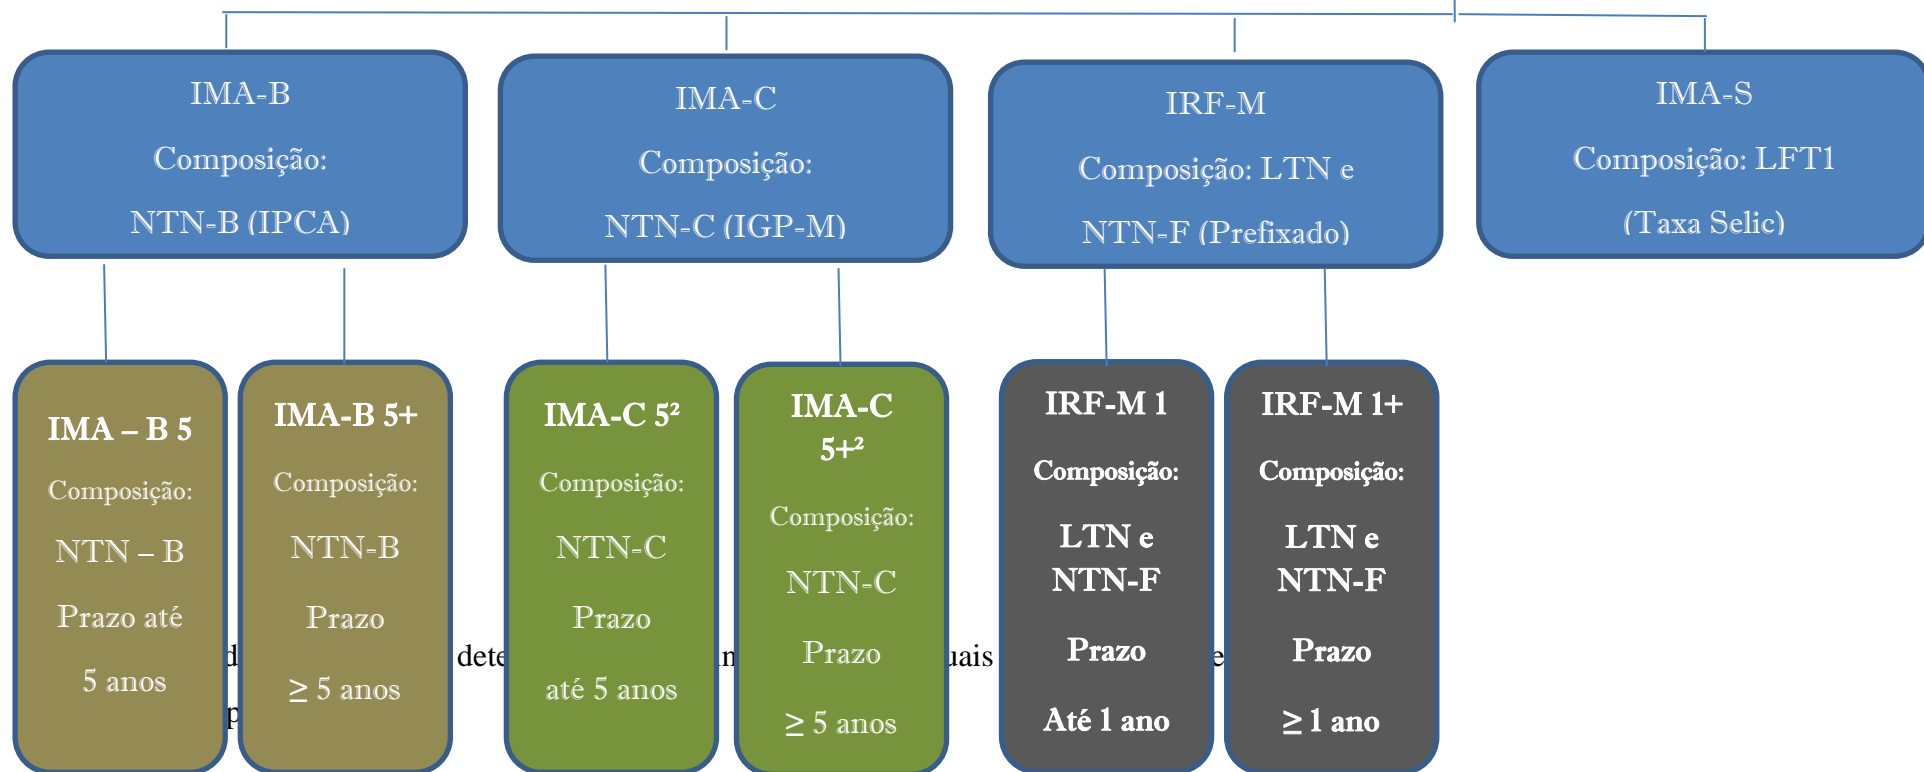 IMA-B
Composição:
NTN-B (IPCA)
IMA-C
Composição:
NTN-C (IGP-M)
IRF-M
Composição: LTN e
NTN-F (Prefixado)
IMA-S
Composição: LFT1
(Taxa Selic)
IMA – B 5
Composição:
NTN – B
Prazo até
5 anos
IMA-B 5+
Composição:
NTN-B
Prazo
≥ 5 anos
IMA-C 5²
Composição:
NTN-C
Prazo
até 5 anos
IMA-C
5+²
Composição:
NTN-C
Prazo
≥ 5 anos
IRF-M 1
Composição:
LTN e
NTN-F
Prazo
Até 1 ano
IRF-M 1+
Composição:
LTN e
NTN-F
Prazo
≥ 1 ano